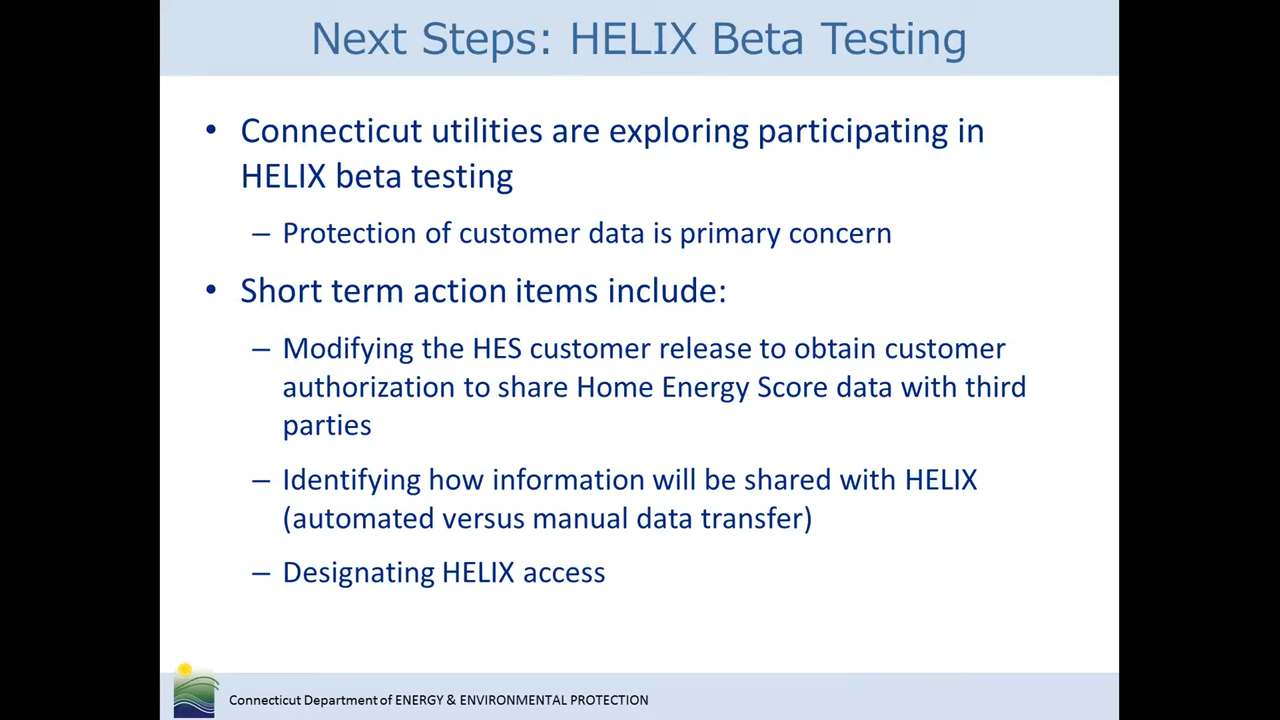 Next Steps: HELIX Beta Testing
• Connecticut utilities are exploring participating in
HELIX beta testing
– Protection of customer data is primary concern
• Short term action items include:
– Modifying the HES customer release to obtain customer
authorization to share Home Energy Score data with third
parties
– Identifying how information will be shared with HELIX
(automated versus manual data transfer)
– Designating HELIX access
Connecticut Department of ENERGY & ENVIRONMENTAL PROTECTION